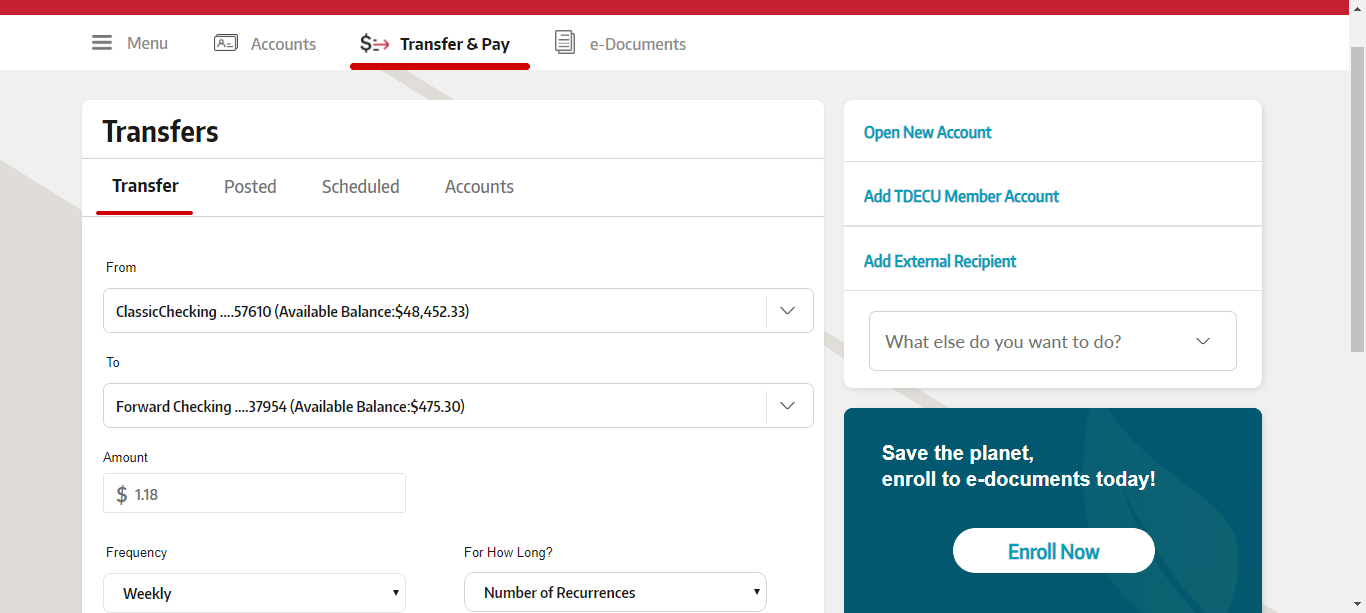 Menu
Accounts
Transfer & Pay
e-Documents
Transfers
Transfer
Posted
Scheduled
Accounts
From
ClassicChecking ....57610 (Available Balance:$48,452.33)
To
Forward Checking ....37954 (Available Balance:$475.30)
Amount
$ 1.18
Frequency
For How Long?
Weekly
Number of Recurrences
Open New Account
Add TDECU Member Account
Add External Recipient
What else do you want to do?
Save the planet,
enroll to e-documents today!
Enroll Now